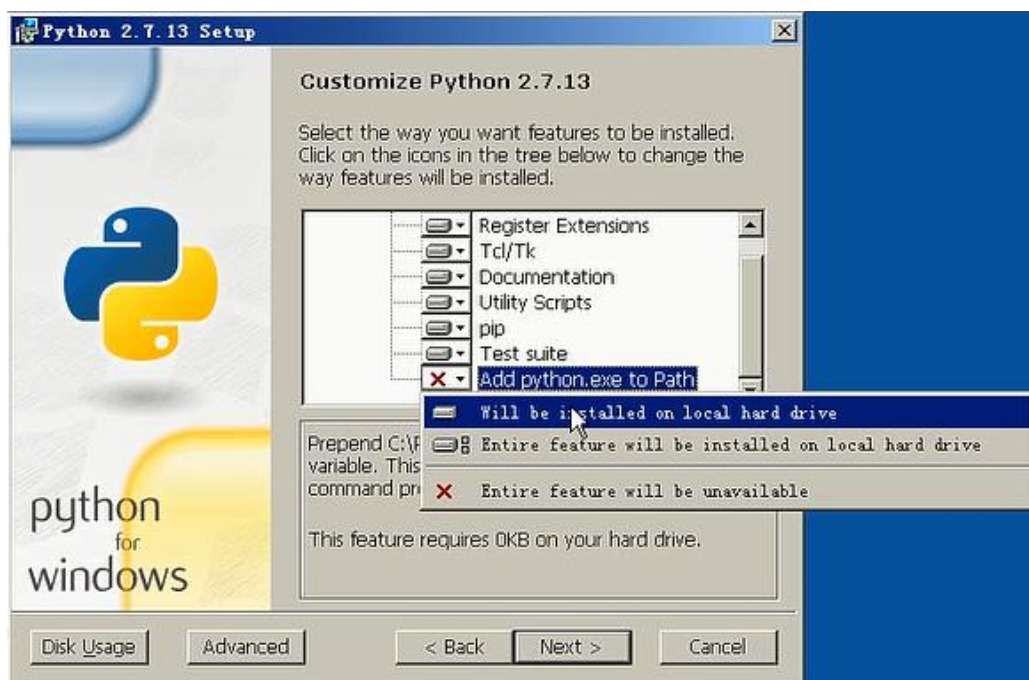 Python 2.7.13 Setup
Customize Python 2.7.13
Select the way you want features to be installed.
Click on the icons in the tree below to change the
way features will be installed.
Register Extensions
Tcl/Tk
Documentation
Utility Scripts
pip
Test suite
Add python.exe to Path
Will be installed on local hard drive
Entire feature will be installed on local hard drive
Entire feature will be unavailable
Prepend C:\
variable. This
command
This feature requires 0KB on your hard drive.
python
for
windows
Disk Usage
Advanced
< Back
Next >
Cancel